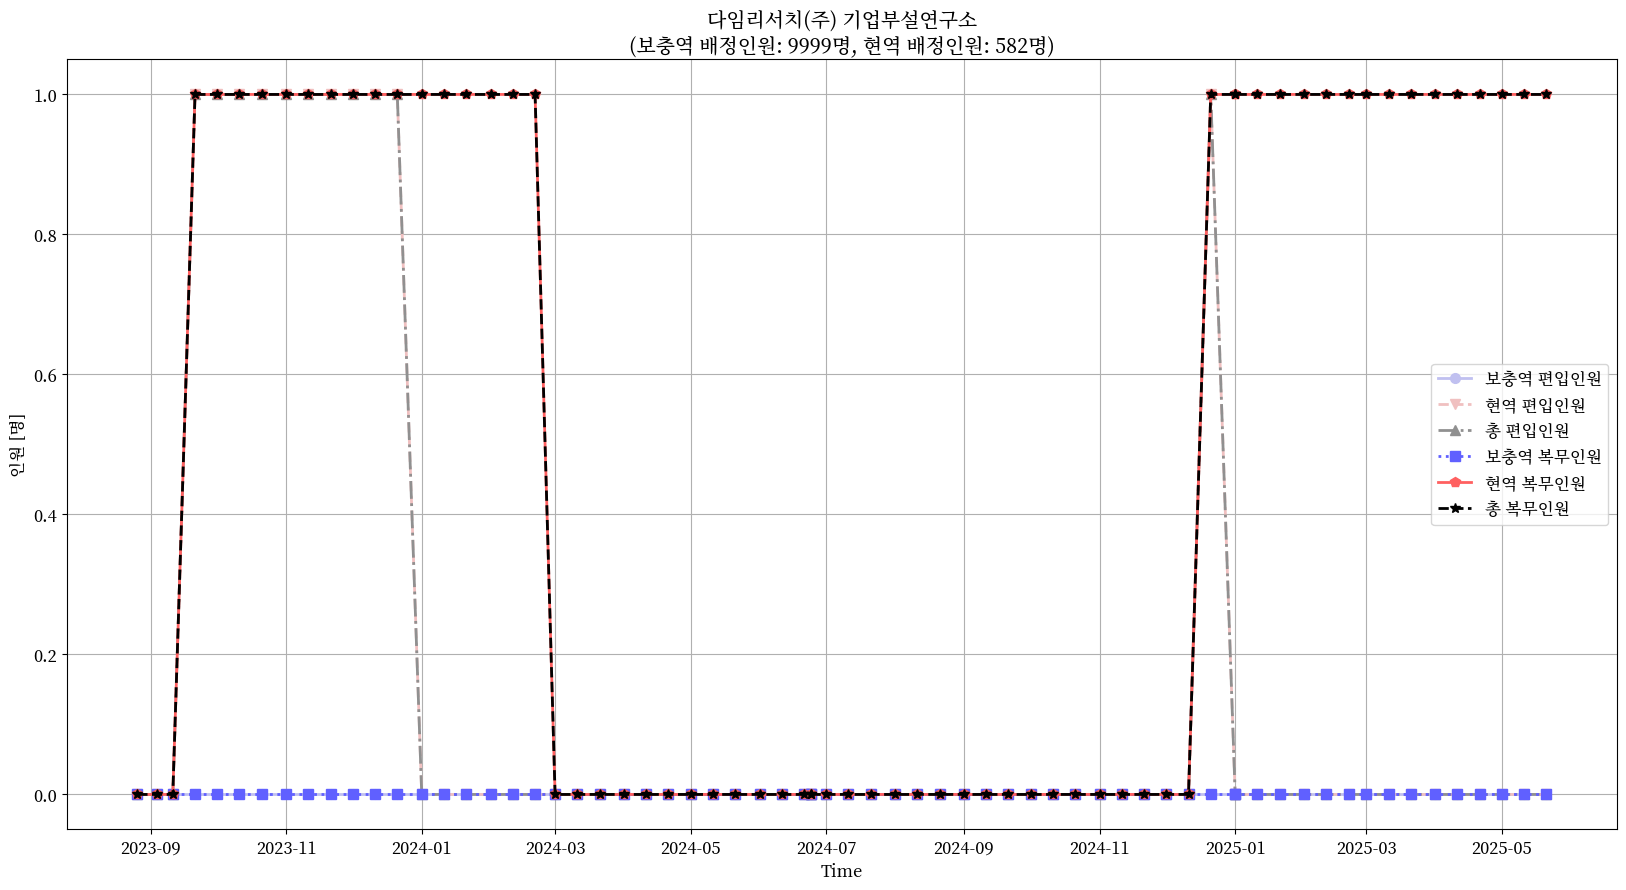 다임리서치(주) 기업부설연구소
(보충역 배정인원: 9999명, 현역 배정인원: 582명)
인원 [명]
1.0
0.8
0.6
0.4
0.2
0.0
보충역 편입인원
현역 편입인원
총 편입인원
보충역 복무인원
현역 복무인원
총 복무인원
2023-09
2023-11
2024-01
2024-03
2024-05
2024-07
2024-09
2024-11
2025-01
2025-03
2025-05
Time